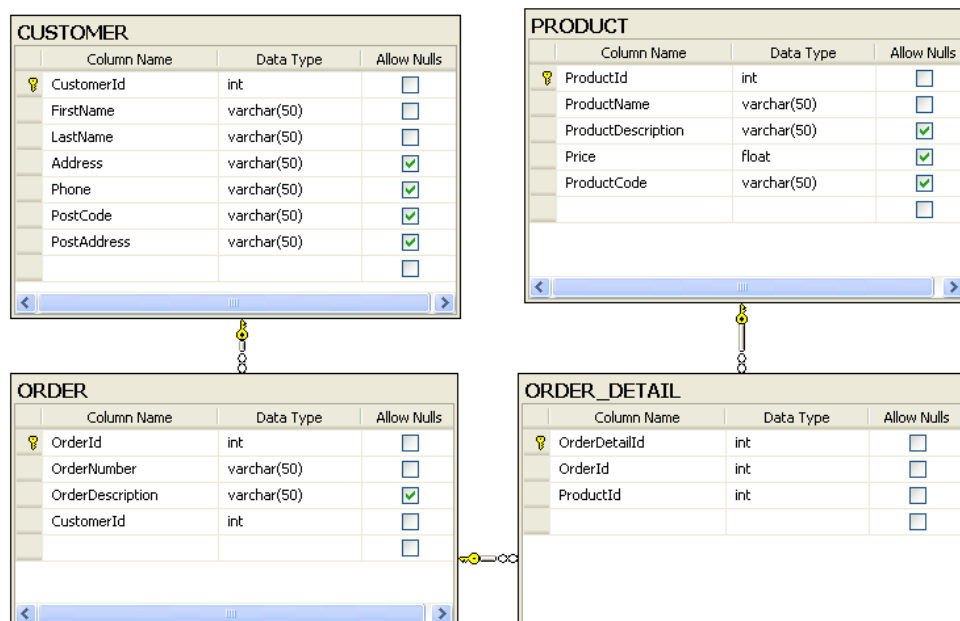 CUSTOMER
Column Name Data Type Allow Nulls
CustomerId int
FirstName varchar(50)
LastName varchar(50)
Address varchar(50)
Phone varchar(50)
PostCode varchar(50)
PostAddress varchar(50)
PRODUCT
Column Name Data Type Allow Nulls
ProductId int
ProductName varchar(50)
ProductDescription varchar(50)
Price float
ProductCode varchar(50)
ORDER
Column Name Data Type Allow Nulls
OrderId int
OrderNumber varchar(50)
OrderDescription varchar(50)
CustomerId int
ORDER_DETAIL
Column Name Data Type Allow Nulls
OrderDetailId int
OrderId int
ProductId int